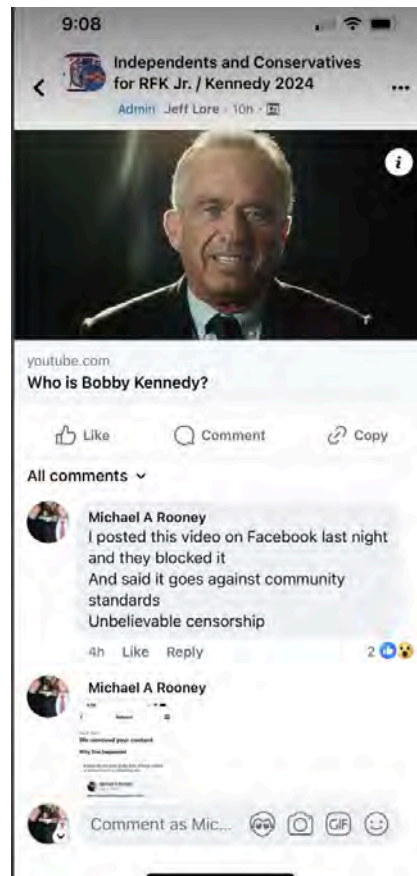 9:08
Independents and Conservatives
for RFK Jr. / Kennedy 2024
Admin Jeff Lore · 10h ·
i
youtube.com
Who is Bobby Kennedy?
Like Comment Copy
All comments
Michael A Rooney
I posted this video on Facebook last night
and they blocked it
And said it goes against community
standards
Unbelievable censorship
4h Like Reply 2
Michael A Rooney
We removed your content
Why this happened
Comment as Mic... GIF